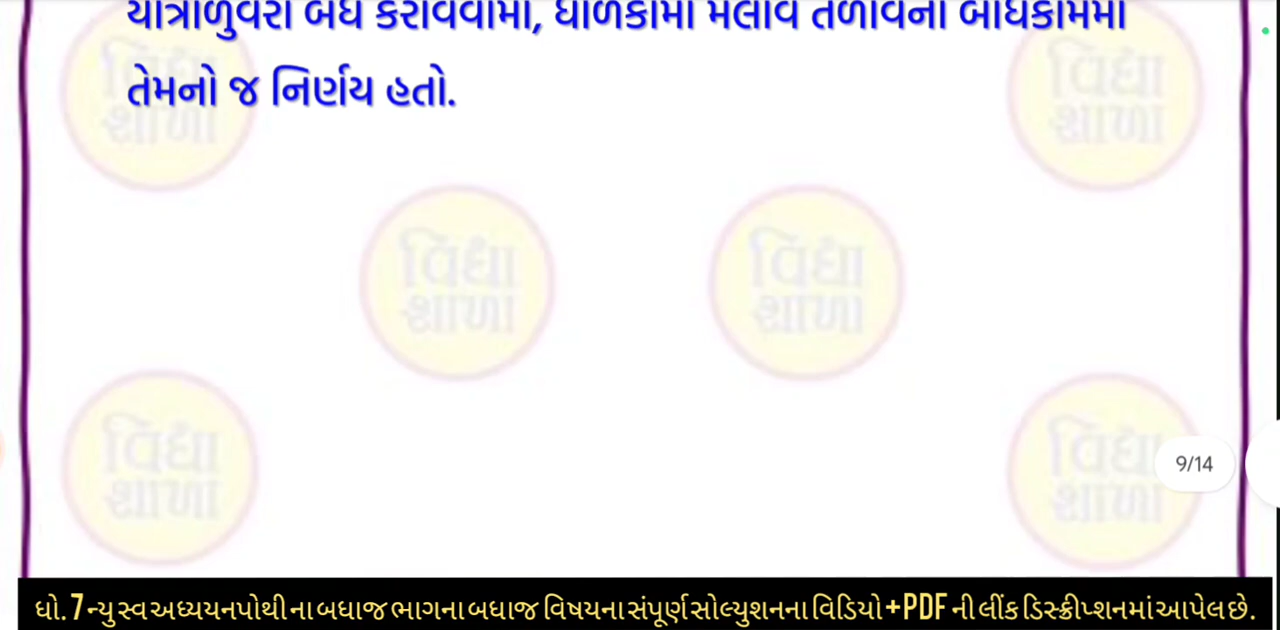 યાત્રાળુવેરો બંધ કરાવવામાં, ધોળકામાં મલાવ તળાવના બાંધકામમાં
તેમનો જ નિર્ણય હતો.
વિદ્યા
શાળા
વિદ્યા
શાળા
વિદ્યા
શાળા
વિદ્યા
શાળા
વિદ્યા
શાળા
વિદ્યા
શાળા
9/14
ધો. 7 ન્યુ સ્વઅધ્યયનપોથી ના બધાજ ભાગના બધાજ વિષયના સંપૂર્ણ સોલ્યુશનના વિડિયો + PDF ની લીંક ડિસ્ક્રીપ્શનમાં આપેલ છે.